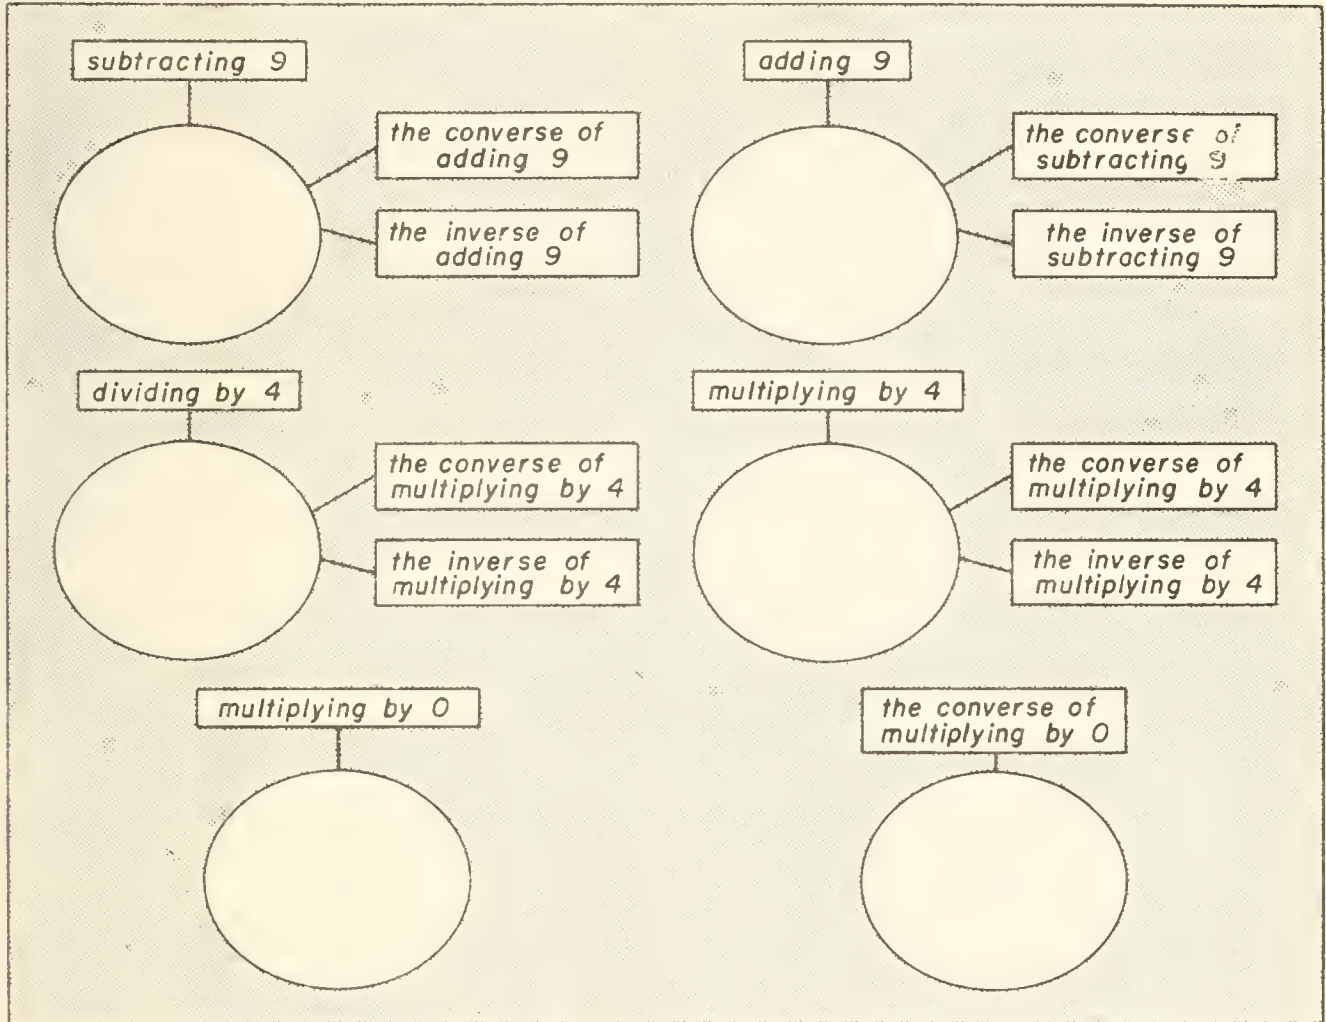 subtracting 9
the converse of
adding 9
the inverse of
adding 9
adding 9
the converse of
subtracting 9
the inverse of
subtracting 9
dividing by 4
the converse of
multiplying by 4
the inverse of
multiplying by 4
multiplying by 4
the converse of
multiplying by 4
the inverse of
multiplying by 4
multiplying by 0
the converse of
multiplying by 0